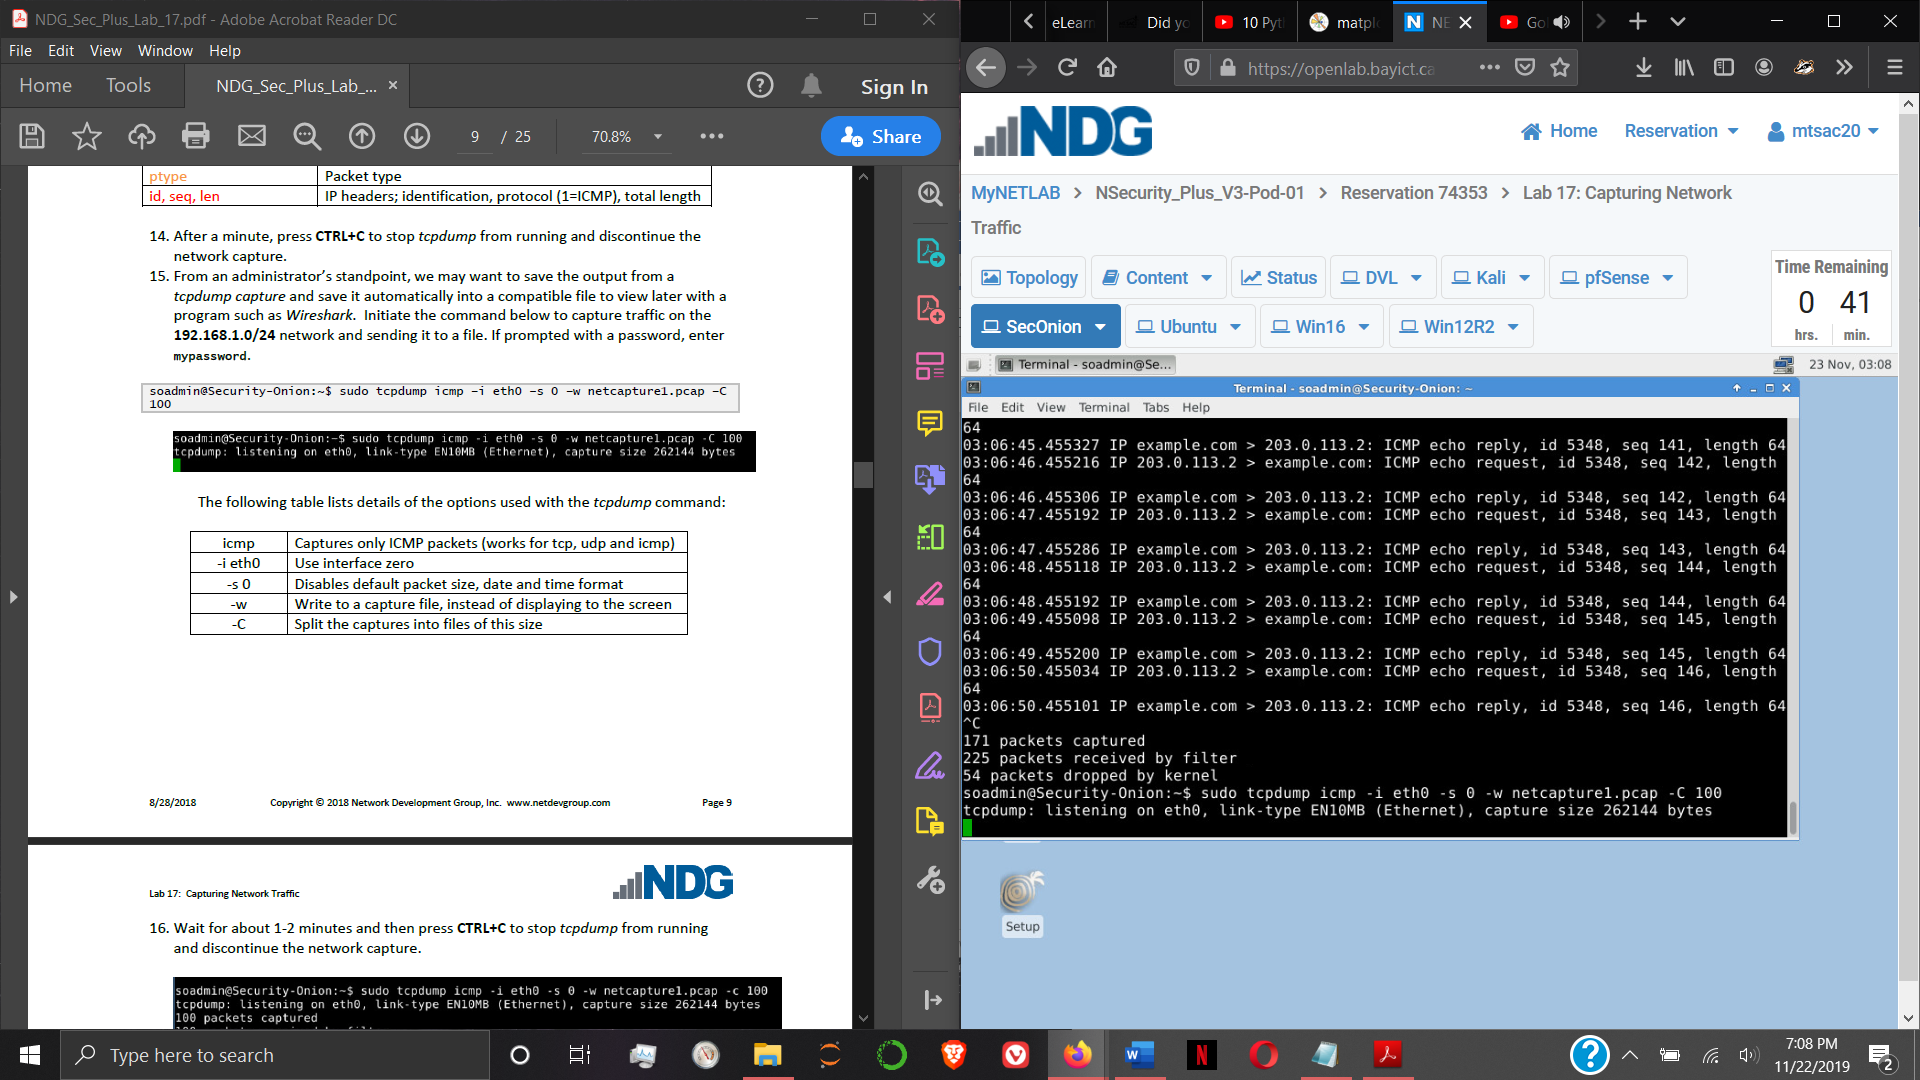 NDG_Sec_Plus_Lab_17.pdf - Adobe Acrobat Reader DC
File Edit View Window Help
Home Tools NDG_Sec_Plus_Lab_... × Sign In
9 / 25 70.8% Share
ptype Packet type
id, seq, len IP headers; identification, protocol (1=ICMP), total length
14. After a minute, press CTRL+C to stop tcpdump from running and discontinue the
network capture.
15. From an administrator’s standpoint, we may want to save the output from a
tcpdump capture and save it automatically into a compatible file to view later with a
program such as Wireshark. Initiate the command below to capture traffic on the
192.168.1.0/24 network and sending it to a file. If prompted with a password, enter
mypassword.
soadmin@Security-Onion:~$ sudo tcpdump icmp -i eth0 -s 0 -w netcapture1.pcap -C
100
soadmin@Security-Onion:~$ sudo tcpdump icmp -i eth0 -s 0 -w netcapture1.pcap -C 100
tcpdump: listening on eth0, link-type EN10MB (Ethernet), capture size 262144 bytes
The following table lists details of the options used with the tcpdump command:
icmp Captures only ICMP packets (works for tcp, udp and icmp)
-i eth0 Use interface zero
-s 0 Disables default packet size, date and time format
-w Write to a capture file, instead of displaying to the screen
-C Split the captures into files of this size
8/28/2018 Copyright © 2018 Network Development Group, Inc. www.netdevgroup.com Page 9
Lab 17: Capturing Network Traffic NDG
16. Wait for about 1-2 minutes and then press CTRL+C to stop tcpdump from running
and discontinue the network capture.
soadmin@Security-Onion:~$ sudo tcpdump icmp -i eth0 -s 0 -w netcapture1.pcap -c 100
tcpdump: listening on eth0, link-type EN10MB (Ethernet), capture size 262144 bytes
100 packets captured
eLearn Did yo 10 Pyt matpl NE Go
https://openlab.bayict.ca
NDG
Home Reservation mtsac20
MyNETLAB > NSecurity_Plus_V3-Pod-01 > Reservation 74353 > Lab 17: Capturing Network
Traffic
Topology Content Status DVL Kali pfSense
SecOnion Ubuntu Win16 Win12R2
Time Remaining
0 41
hrs. min.
Terminal - soadmin@Se... 23 Nov, 03:08
Terminal - soadmin@Security-Onion: ~
File Edit View Terminal Tabs Help
64
03:06:45.455327 IP example.com > 203.0.113.2: ICMP echo reply, id 5348, seq 141, length 64
03:06:46.455216 IP 203.0.113.2 > example.com: ICMP echo request, id 5348, seq 142, length
64
03:06:46.455306 IP example.com > 203.0.113.2: ICMP echo reply, id 5348, seq 142, length 64
03:06:47.455192 IP 203.0.113.2 > example.com: ICMP echo request, id 5348, seq 143, length
64
03:06:47.455286 IP example.com > 203.0.113.2: ICMP echo reply, id 5348, seq 143, length 64
03:06:48.455118 IP 203.0.113.2 > example.com: ICMP echo request, id 5348, seq 144, length
64
03:06:48.455192 IP example.com > 203.0.113.2: ICMP echo reply, id 5348, seq 144, length 64
03:06:49.455098 IP 203.0.113.2 > example.com: ICMP echo request, id 5348, seq 145, length
64
03:06:49.455200 IP example.com > 203.0.113.2: ICMP echo reply, id 5348, seq 145, length 64
03:06:50.455034 IP 203.0.113.2 > example.com: ICMP echo request, id 5348, seq 146, length
64
03:06:50.455101 IP example.com > 203.0.113.2: ICMP echo reply, id 5348, seq 146, length 64
^C
171 packets captured
225 packets received by filter
54 packets dropped by kernel
soadmin@Security-Onion:~$ sudo tcpdump icmp -i eth0 -s 0 -w netcapture1.pcap -C 100
tcpdump: listening on eth0, link-type EN10MB (Ethernet), capture size 262144 bytes
Setup
Type here to search
7:08 PM
11/22/2019
2